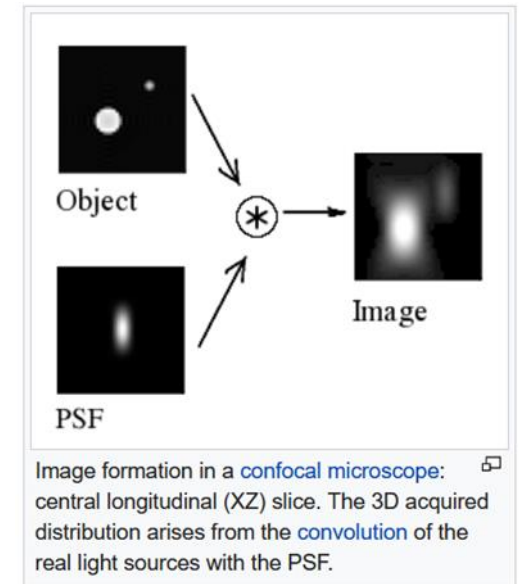 Object
PSF
Image
Image formation in a confocal microscope:
central longitudinal (XZ) slice. The 3D acquired
distribution arises from the convolution of the
real light sources with the PSF.